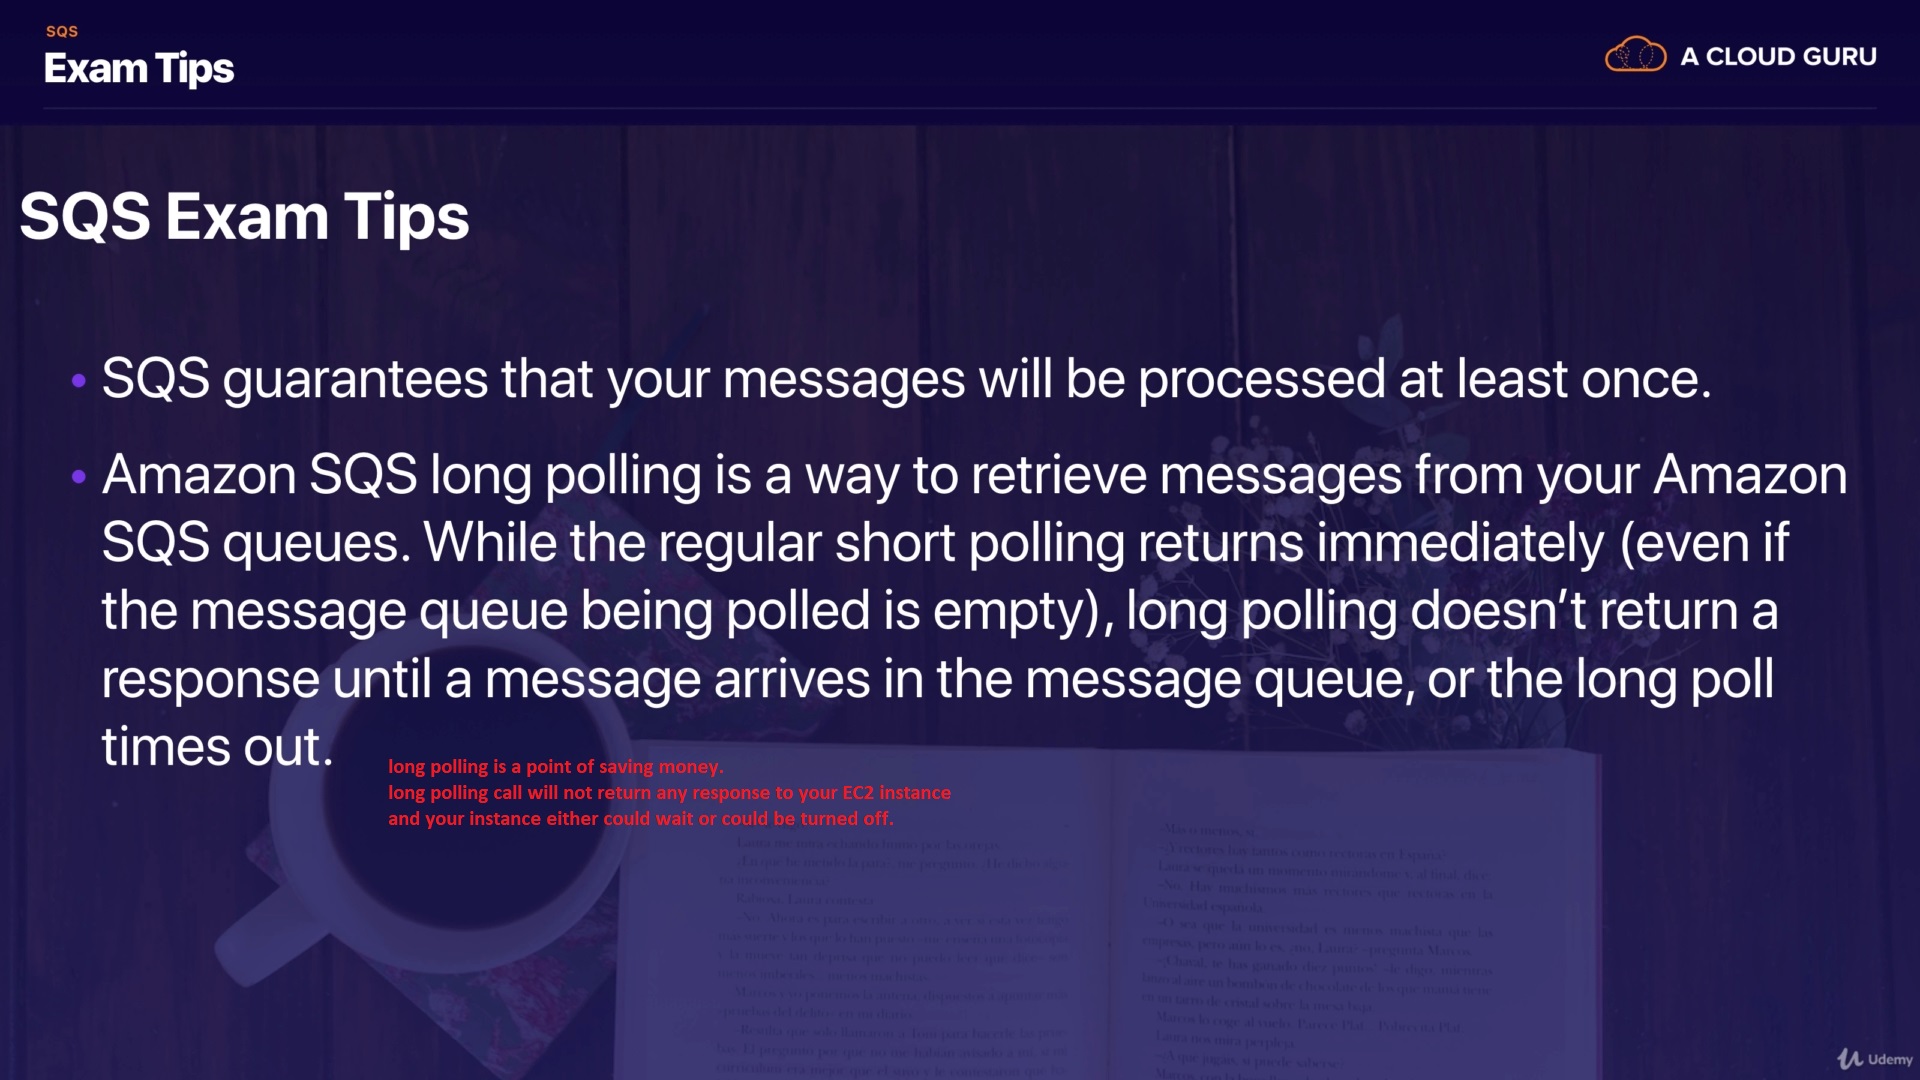 SQS
Exam Tips
A CLOUD GURU
SQS Exam Tips
• SQS guarantees that your messages will be processed at least once.
• Amazon SQS long polling is a way to retrieve messages from your Amazon
SQS queues. While the regular short polling returns immediately (even if
the message queue being polled is empty), long polling doesn’t return a
response until a message arrives in the message queue, or the long poll
times out.
long polling is a point of saving money.
long polling call will not return any response to your EC2 instance
and your instance either could wait or could be turned off.
Udemy